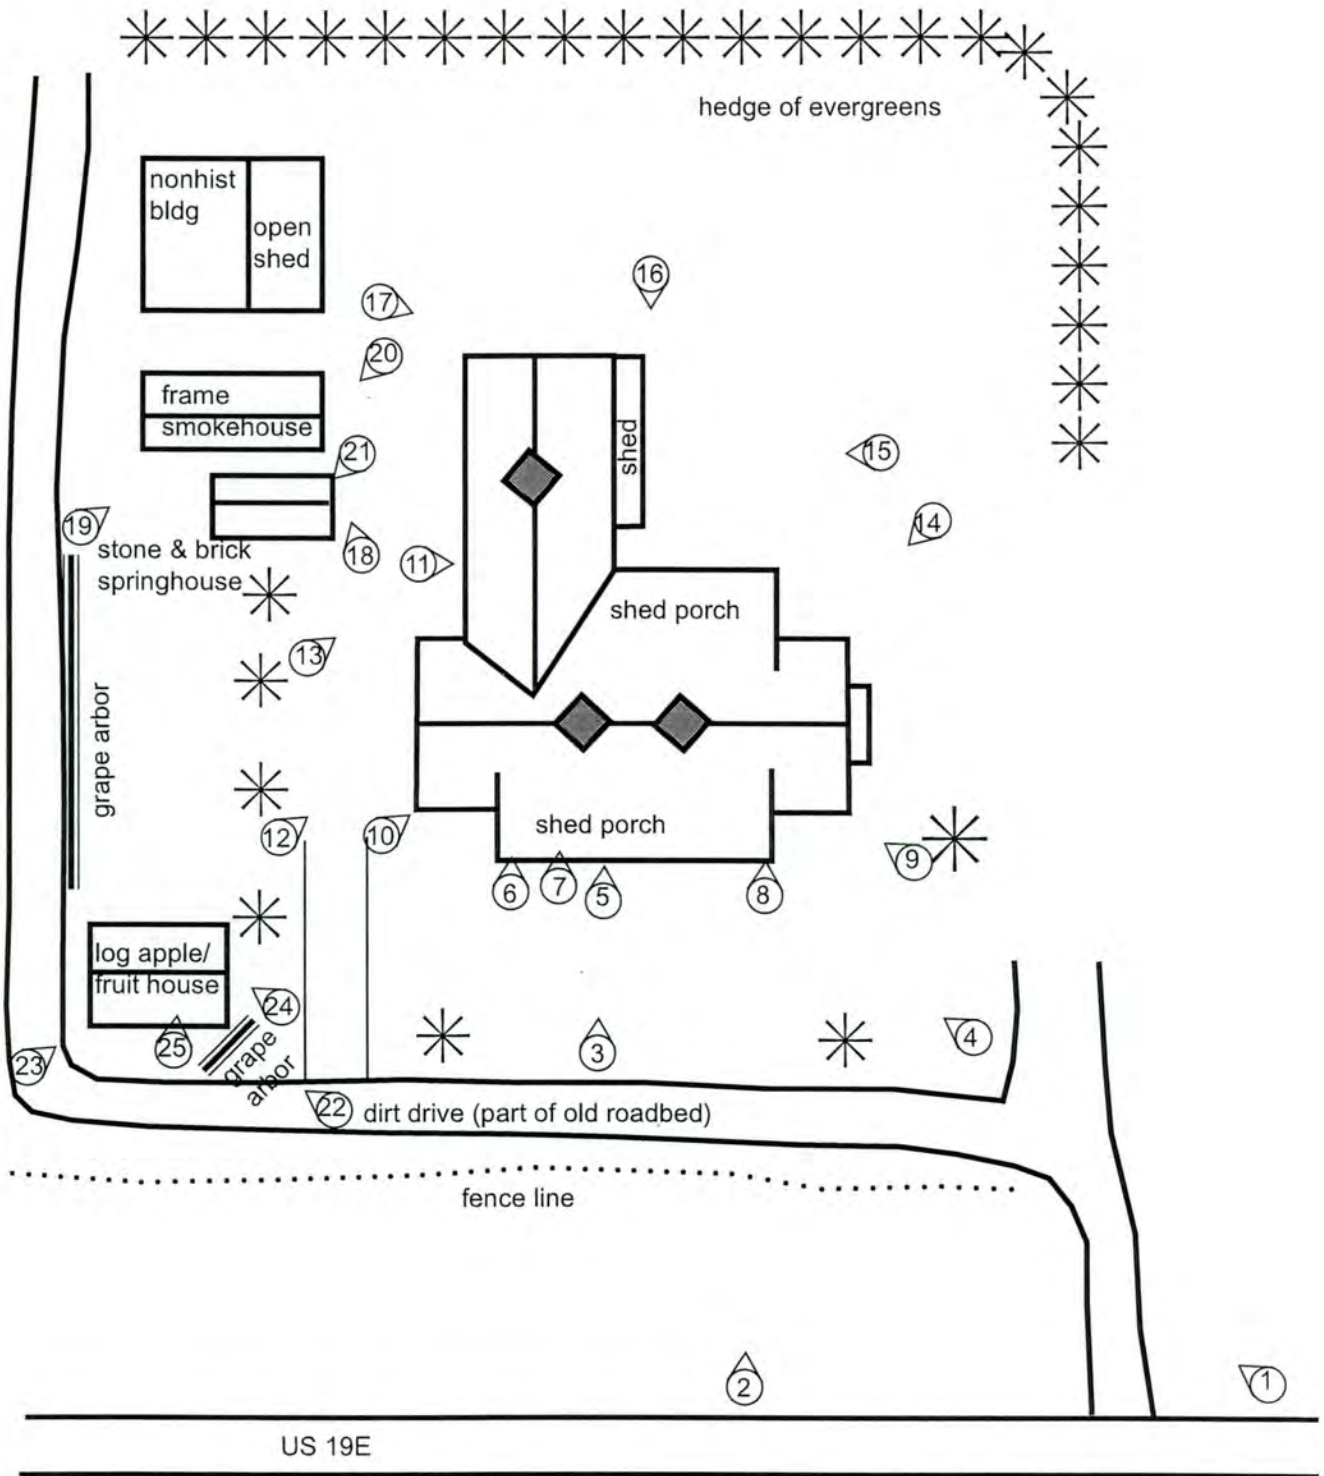 hedge of evergreens
nonhist
bldg
open
shed
16
17
20
frame
smokehouse
shed
21
15
14
19
stone & brick
springhouse
18
11
shed porch
13
grape arbor
shed porch
12
10
9
6
7
5
8
log apple/
fruit house
24
25
grape
arbor
3
4
23
22
dirt drive (part of old roadbed)
fence line
2
1
US 19E